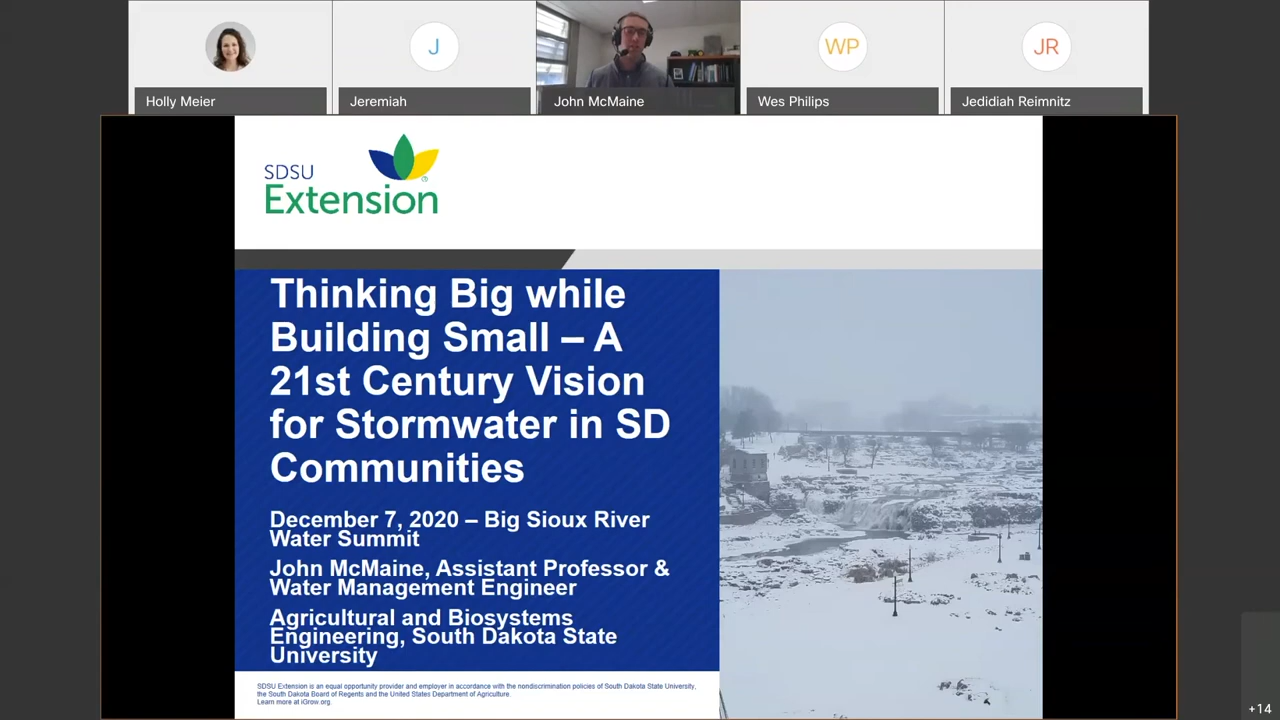 J
WP
JR
Holly Meier
Jeremiah
John McMaine
Wes Philips
Jedidiah Reimnitz
SDSU
Extension
Thinking Big while
Building Small – A
21st Century Vision
for Stormwater in SD
Communities
December 7, 2020 – Big Sioux River
Water Summit
John McMaine, Assistant Professor &
Water Management Engineer
Agricultural and Biosystems
Engineering, South Dakota State
University
SDSU Extension is an equal opportunity provider and employer in accordance with the nondiscrimination policies of South Dakota State University,
the South Dakota Board of Regents and the United States Department of Agriculture.
Learn more at iGrow.org.
+14